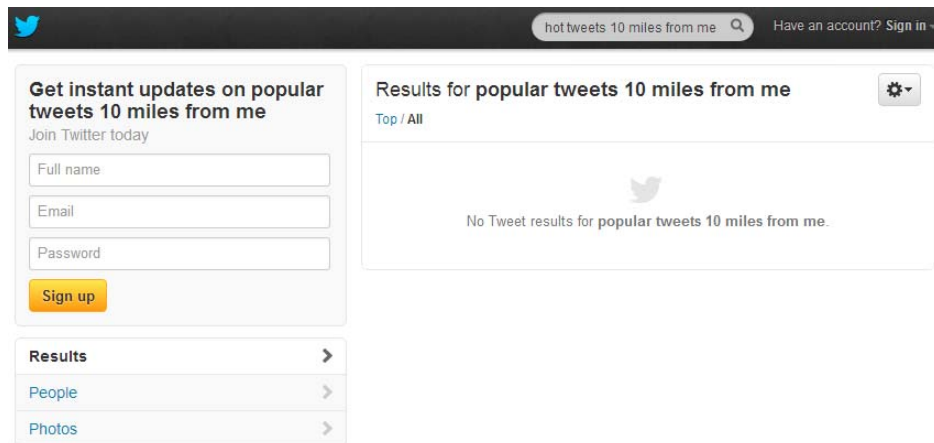 hot tweets 10 miles from me
Have an account? Sign in
Get instant updates on popular
tweets 10 miles from me
Join Twitter today
Full name
Email
Password
Sign up
Results
People
Photos
Results for popular tweets 10 miles from me
Top / All
No Tweet results for popular tweets 10 miles from me.